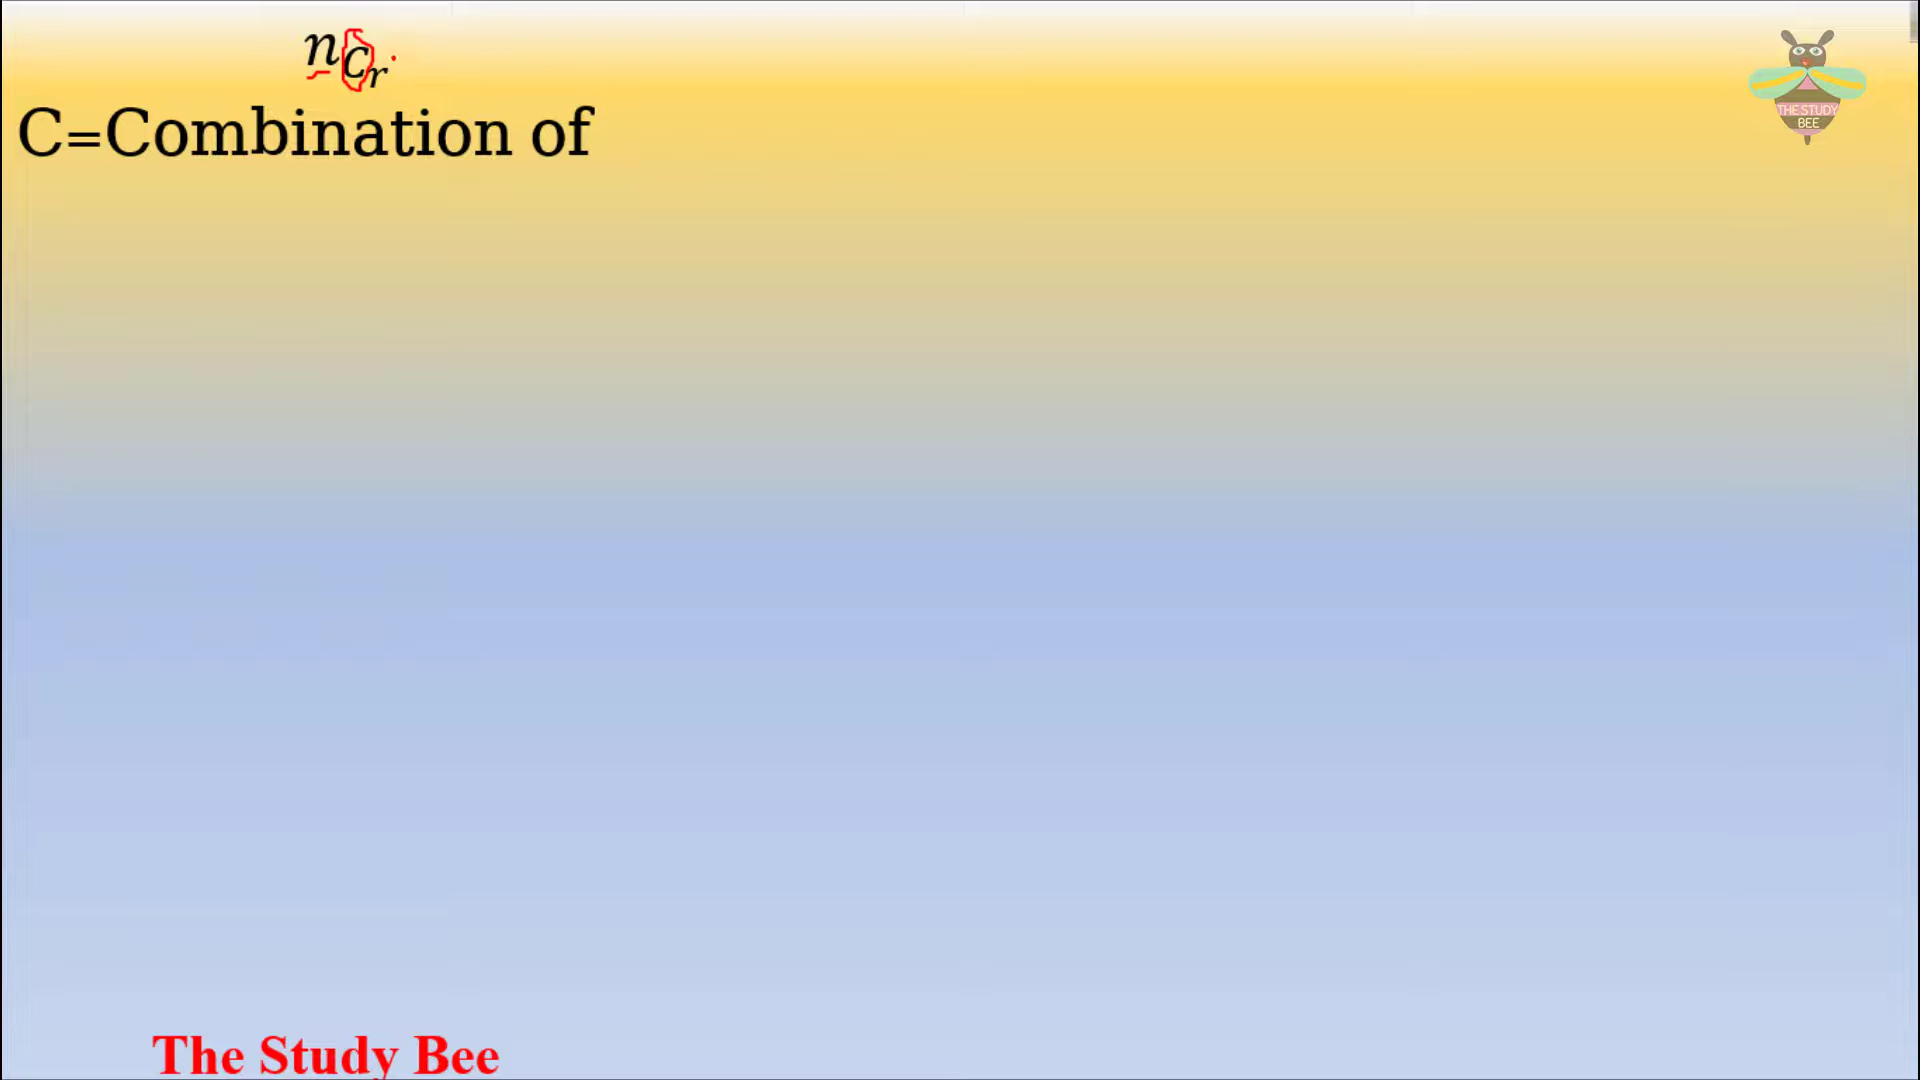 nCr
C=Combination of
THE STUDY
BEE
The Study Bee